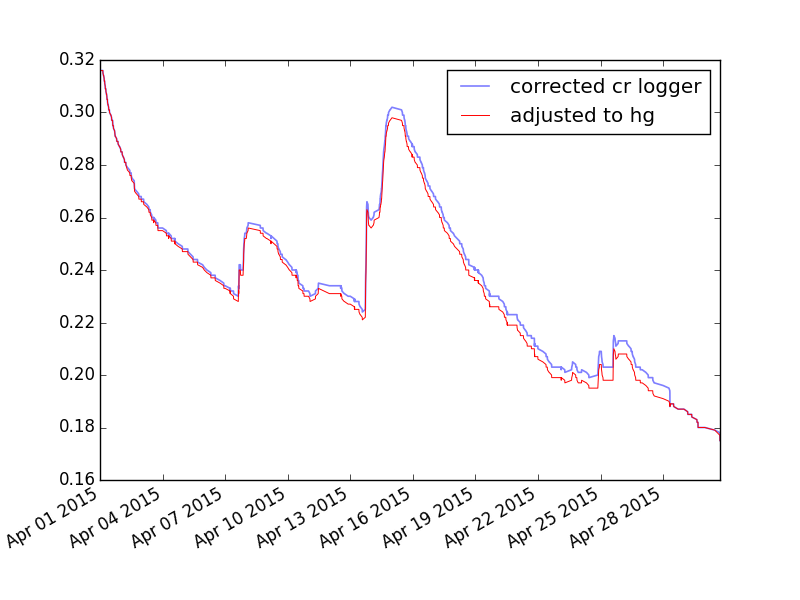 0.32
0.30
0.28
0.26
0.24
0.22
0.20
0.18
0.16
corrected cr logger
adjusted to hg
Apr 01 2015
Apr 04 2015
Apr 07 2015
Apr 10 2015
Apr 13 2015
Apr 16 2015
Apr 19 2015
Apr 22 2015
Apr 25 2015
Apr 28 2015